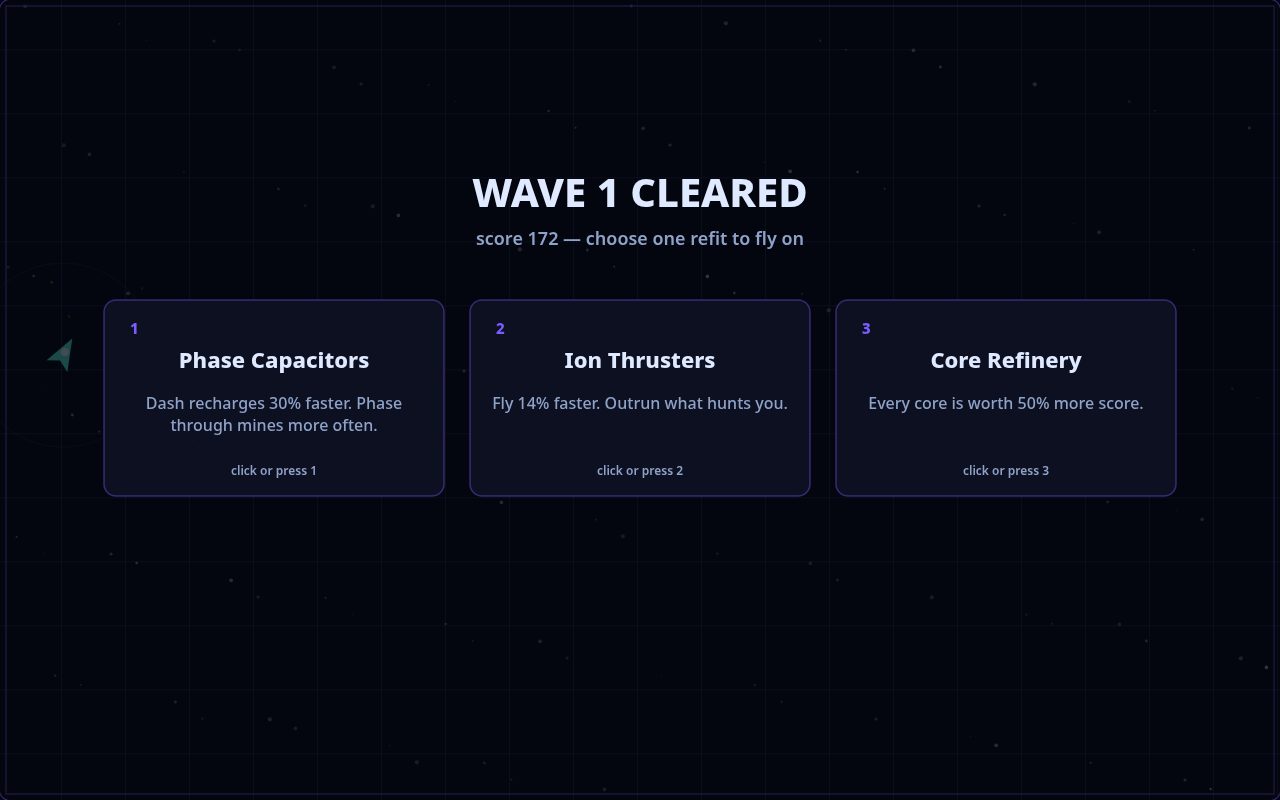 WAVE 1 CLEARED
score 172 — choose one refit to fly on
1
Phase Capacitors
Dash recharges 30% faster. Phase
through mines more often.
click or press 1
2
Ion Thrusters
Fly 14% faster. Outrun what hunts you.
click or press 2
3
Core Refinery
Every core is worth 50% more score.
click or press 3